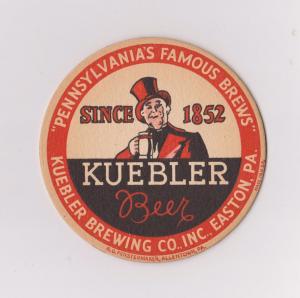 "PENNSYLVANIA'S FAMOUS BREWS"
SINCE 1852
KUEBLER
Beer
KUEBLER BREWING CO., INC., EASTON, PA.